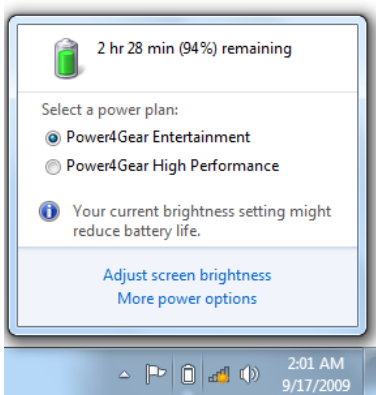 2 hr 28 min (94%) remaining
Select a power plan:
Power4Gear Entertainment
Power4Gear High Performance
Your current brightness setting might
reduce battery life.
Adjust screen brightness
More power options
2:01 AM
9/17/2009